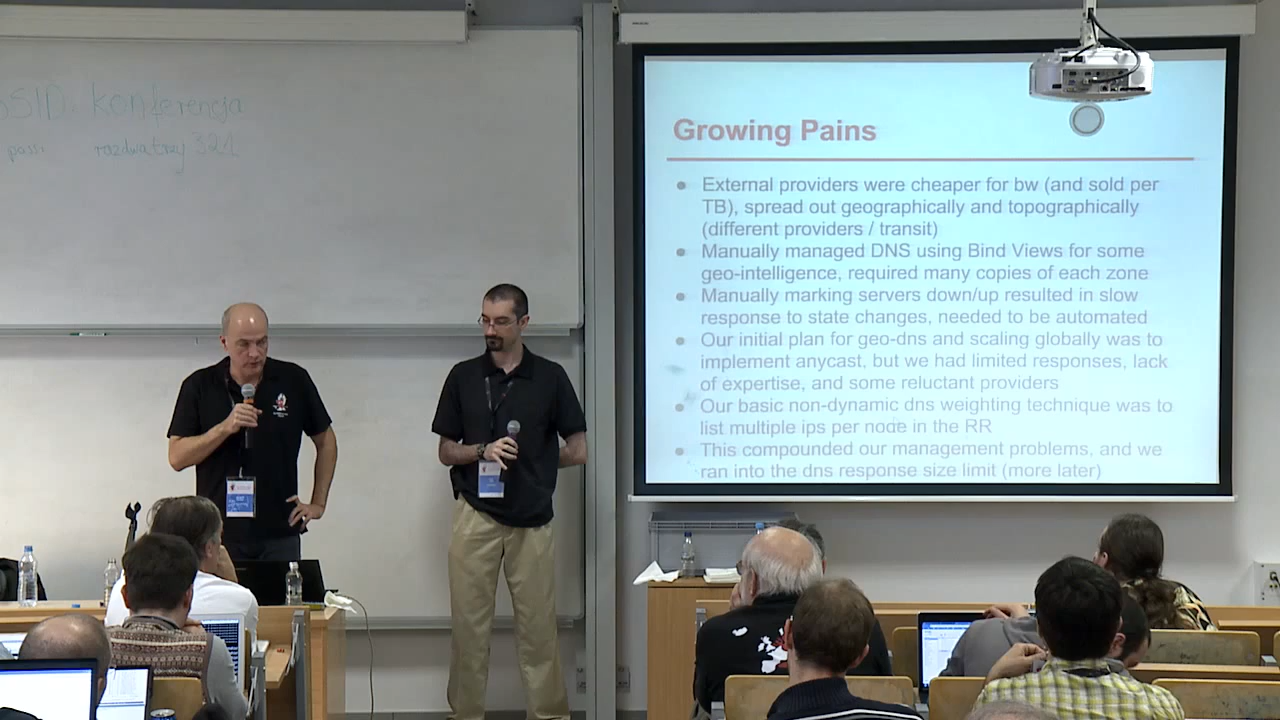 SSID: konferencja
pass: razdwatrzy321
Growing Pains
External providers were cheaper for bw (and sold per
TB), spread out geographically and topographically
(different providers / transit)
Manually managed DNS using Bind Views for some
geo-intelligence, required many copies of each zone
Manually marking servers down/up resulted in slow
response to state changes, needed to be automated
Our initial plan for geo-dns and scaling globally was to
implement anycast, but we had limited responses, lack
of expertise, and some reluctant providers
Our basic non-dynamic dns weighting technique was to
list multiple ips per node in the RR
This compounded our management problems, and we
ran into the dns response size limit (more later)